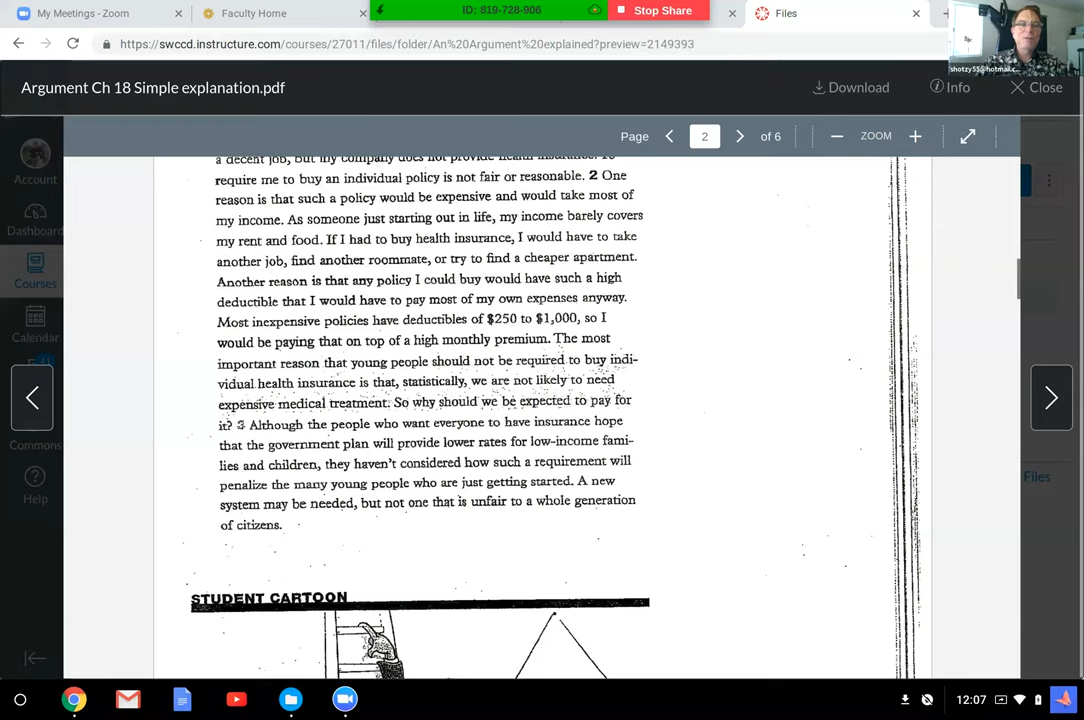 My Meetings - Zoom
Faculty Home
ID: 819-728-906
Stop Share
Files
https://swccd.instructure.com/courses/27011/files/folder/An%20Argument%20explained?preview=2149393
shotzy55@hotmail.c...
Argument Ch 18 Simple explanation.pdf
Download
Info
Close
Page
2
of 6
ZOOM
Account
Dashboard
Courses
Calendar
Commons
Help
Files
a decent job, but my company does not provide health insurance. To
require me to buy an individual policy is not fair or reasonable. 2 One
reason is that such a policy would be expensive and would take most of
my income. As someone just starting out in life, my income barely covers
my rent and food. If I had to buy health insurance, I would have to take
another job, find another roommate, or try to find a cheaper apartment.
Another reason is that any policy I could buy would have such a high
deductible that I would have to pay most of my own expenses anyway.
Most inexpensive policies have deductibles of $250 to $1,000, so I
would be paying that on top of a high monthly premium. The most
important reason that young people should not be required to buy indi-
vidual health insurance is that, statistically, we are not likely to need
expensive medical treatment. So why should we be expected to pay for
it? 3 Although the people who want everyone to have insurance hope
that the government plan will provide lower rates for low-income fami-
lies and children, they haven't considered how such a requirement will
penalize the many young people who are just getting started. A new
system may be needed, but not one that is unfair to a whole generation
of citizens.
STUDENT CARTOON
12:07